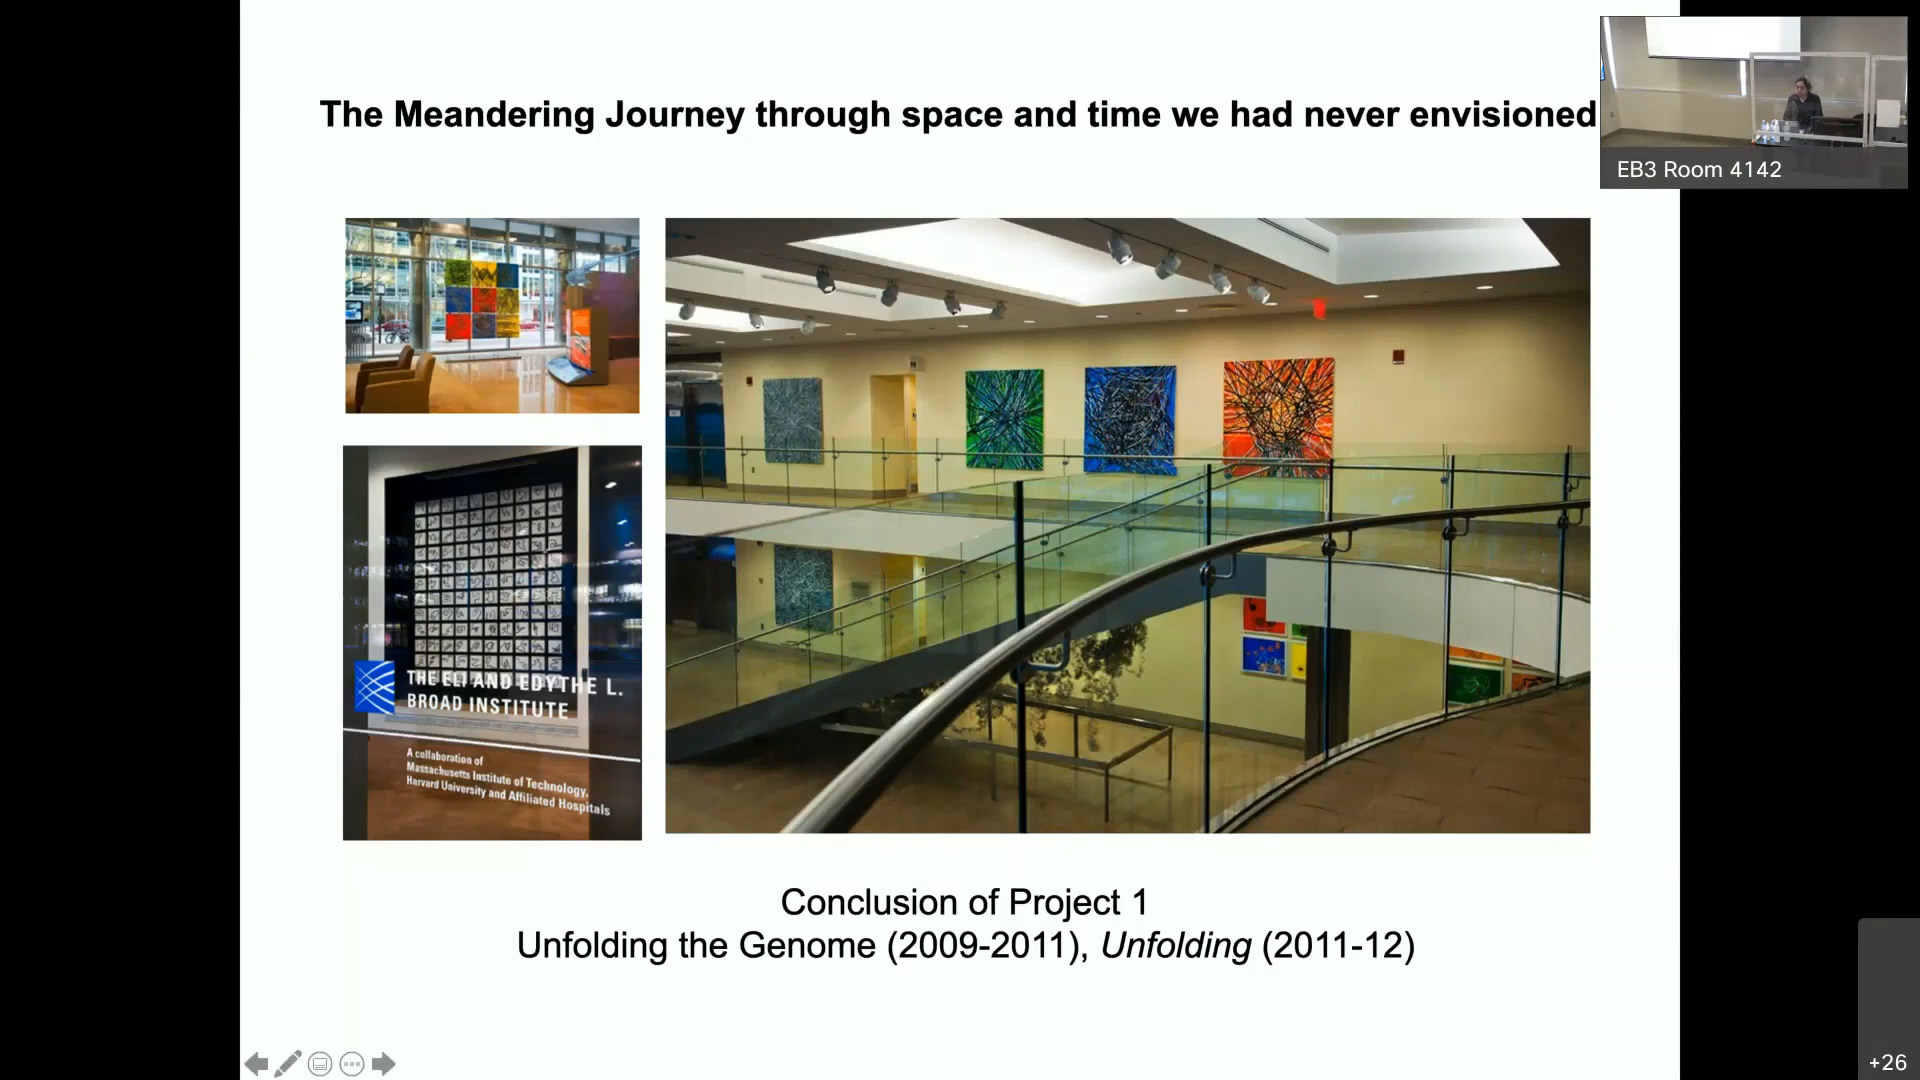 The Meandering Journey through space and time we had never envisioned
EB3 Room 4142
THE ELI AND EDYTHE L.
BROAD INSTITUTE
A collaboration of
Massachusetts Institute of Technology,
Harvard University and Affiliated Hospitals
Conclusion of Project 1
Unfolding the Genome (2009-2011), Unfolding (2011-12)
+26